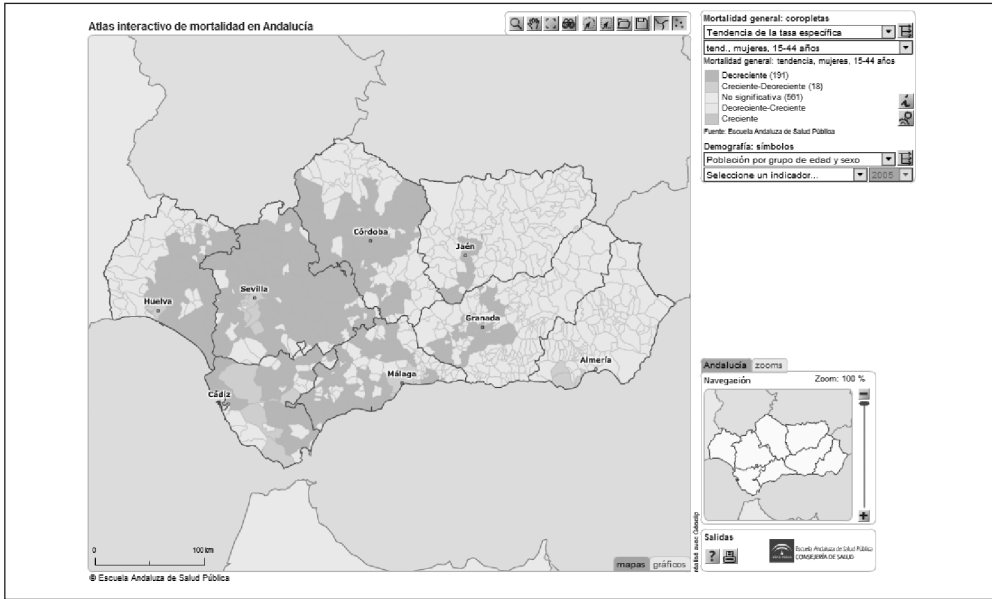 Atlas interactivo de mortalidad en Andalucía
Mortalidad general: coropletas
Tendencia de la tasa específica
tend., mujeres, 15-44 años
Mortalidad general: tendencia, mujeres, 15-44 años
Decreciente (191)
Creciente-Decreciente (18)
No significativa (561)
Decreciente-Creciente
Creciente
Fuente: Escuela Andaluza de Salud Pública
Demografía: símbolos
Población por grupo de edad y sexo
Seleccione un indicador...
2005
Córdoba
Jaén
Sevilla
Huelva
Granada
Almería
Málaga
Cádiz
0 100 km
mapas gráficos
© Escuela Andaluza de Salud Pública
Andalucía zooms
Navegación Zoom: 100 %
Salidas
?
Escuela Andaluza de Salud Pública
CONSEJERÍA DE SALUD